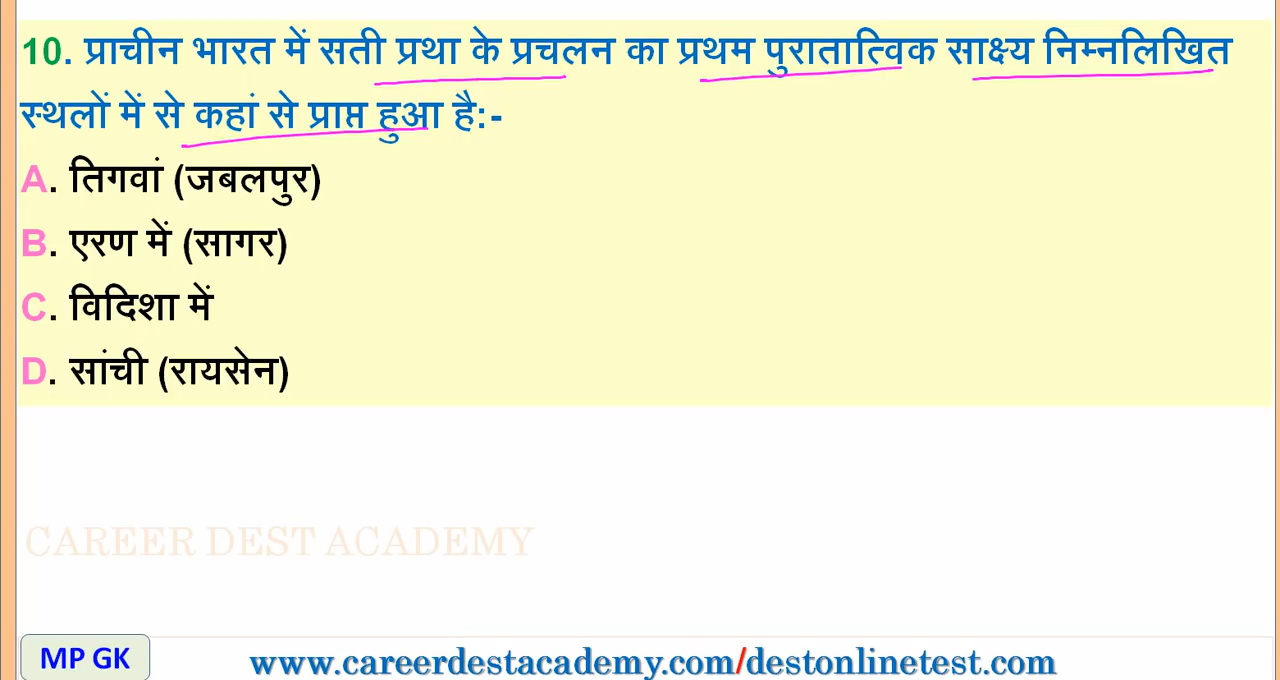 10. प्राचीन भारत में सती प्रथा के प्रचलन का प्रथम पुरातात्विक साक्ष्य निम्नलिखित
स्थलों में से कहां से प्राप्त हुआ है:-
A. तिगवां (जबलपुर)
B. एरण में (सागर)
C. विदिशा में
D. सांची (रायसेन)
CAREER DEST ACADEMY
MP GK
www.careerdestacademy.com/destonlinetest.com